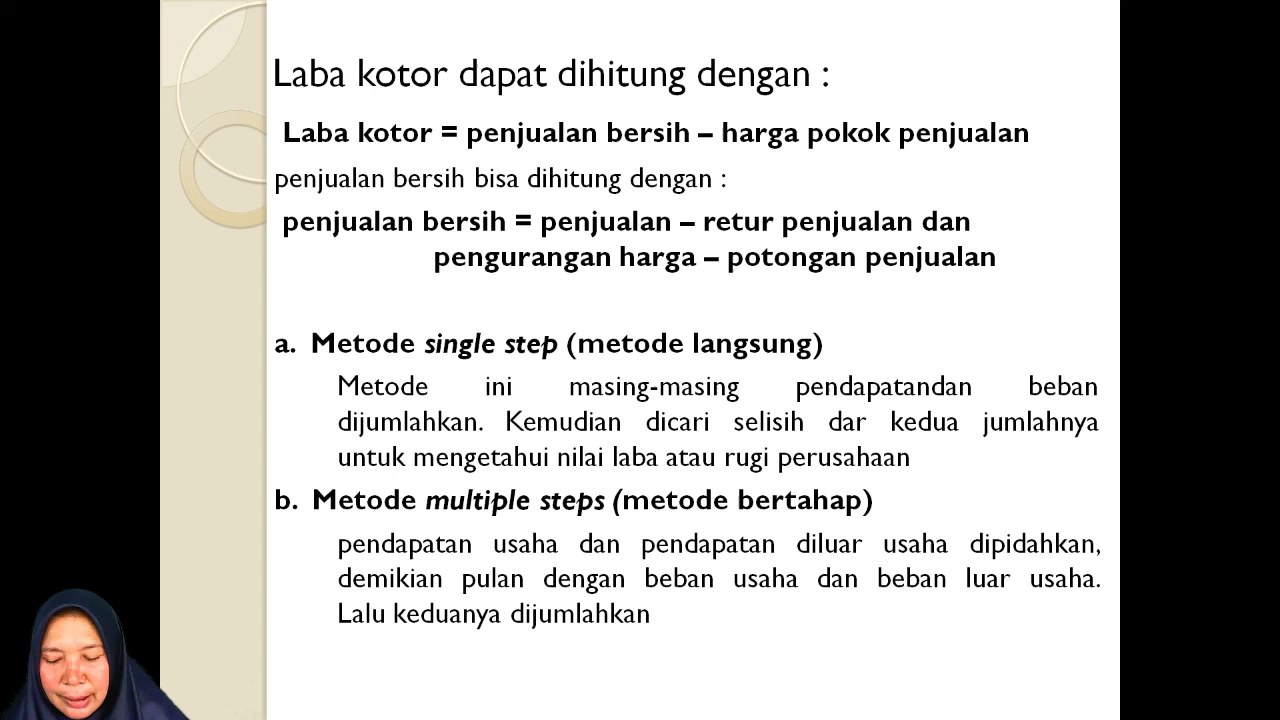 Laba kotor dapat dihitung dengan :
Laba kotor = penjualan bersih – harga pokok penjualan
penjualan bersih bisa dihitung dengan :
penjualan bersih = penjualan – retur penjualan dan
pengurangan harga – potongan penjualan
a. Metode single step (metode langsung)
Metode ini masing-masing pendapatandan beban
dijumlahkan. Kemudian dicari selisih dar kedua jumlahnya
untuk mengetahui nilai laba atau rugi perusahaan
b. Metode multiple steps (metode bertahap)
pendapatan usaha dan pendapatan diluar usaha dipidahkan,
demikian pulan dengan beban usaha dan beban luar usaha.
Lalu keduanya dijumlahkan